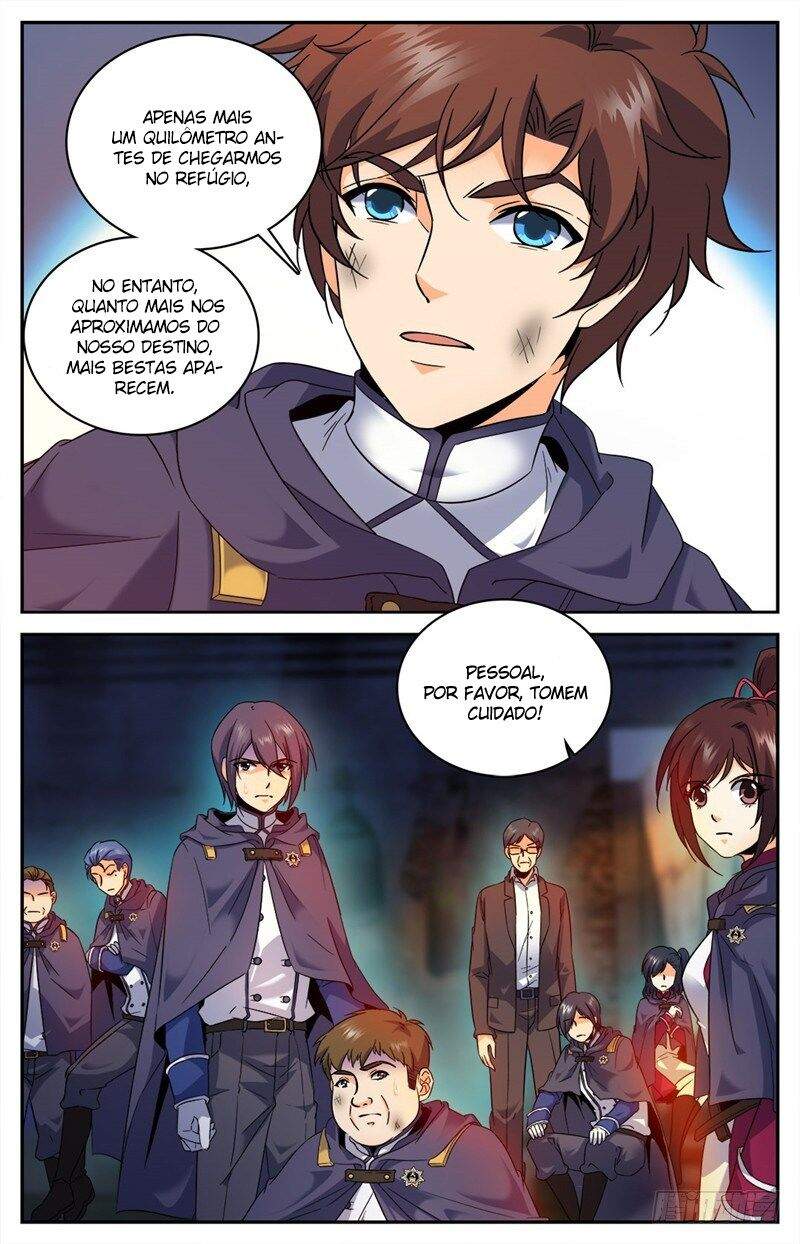 APENAS MAIS
UM QUILÔMETRO AN-
TES DE CHEGARMOS
NO REFÚGIO,
NO ENTANTO,
QUANTO MAIS NOS
APROXIMAMOS DO
NOSSO DESTINO,
MAIS BESTAS APA-
RECEM.
PESSOAL,
POR FAVOR, TOMEM
CUIDADO!